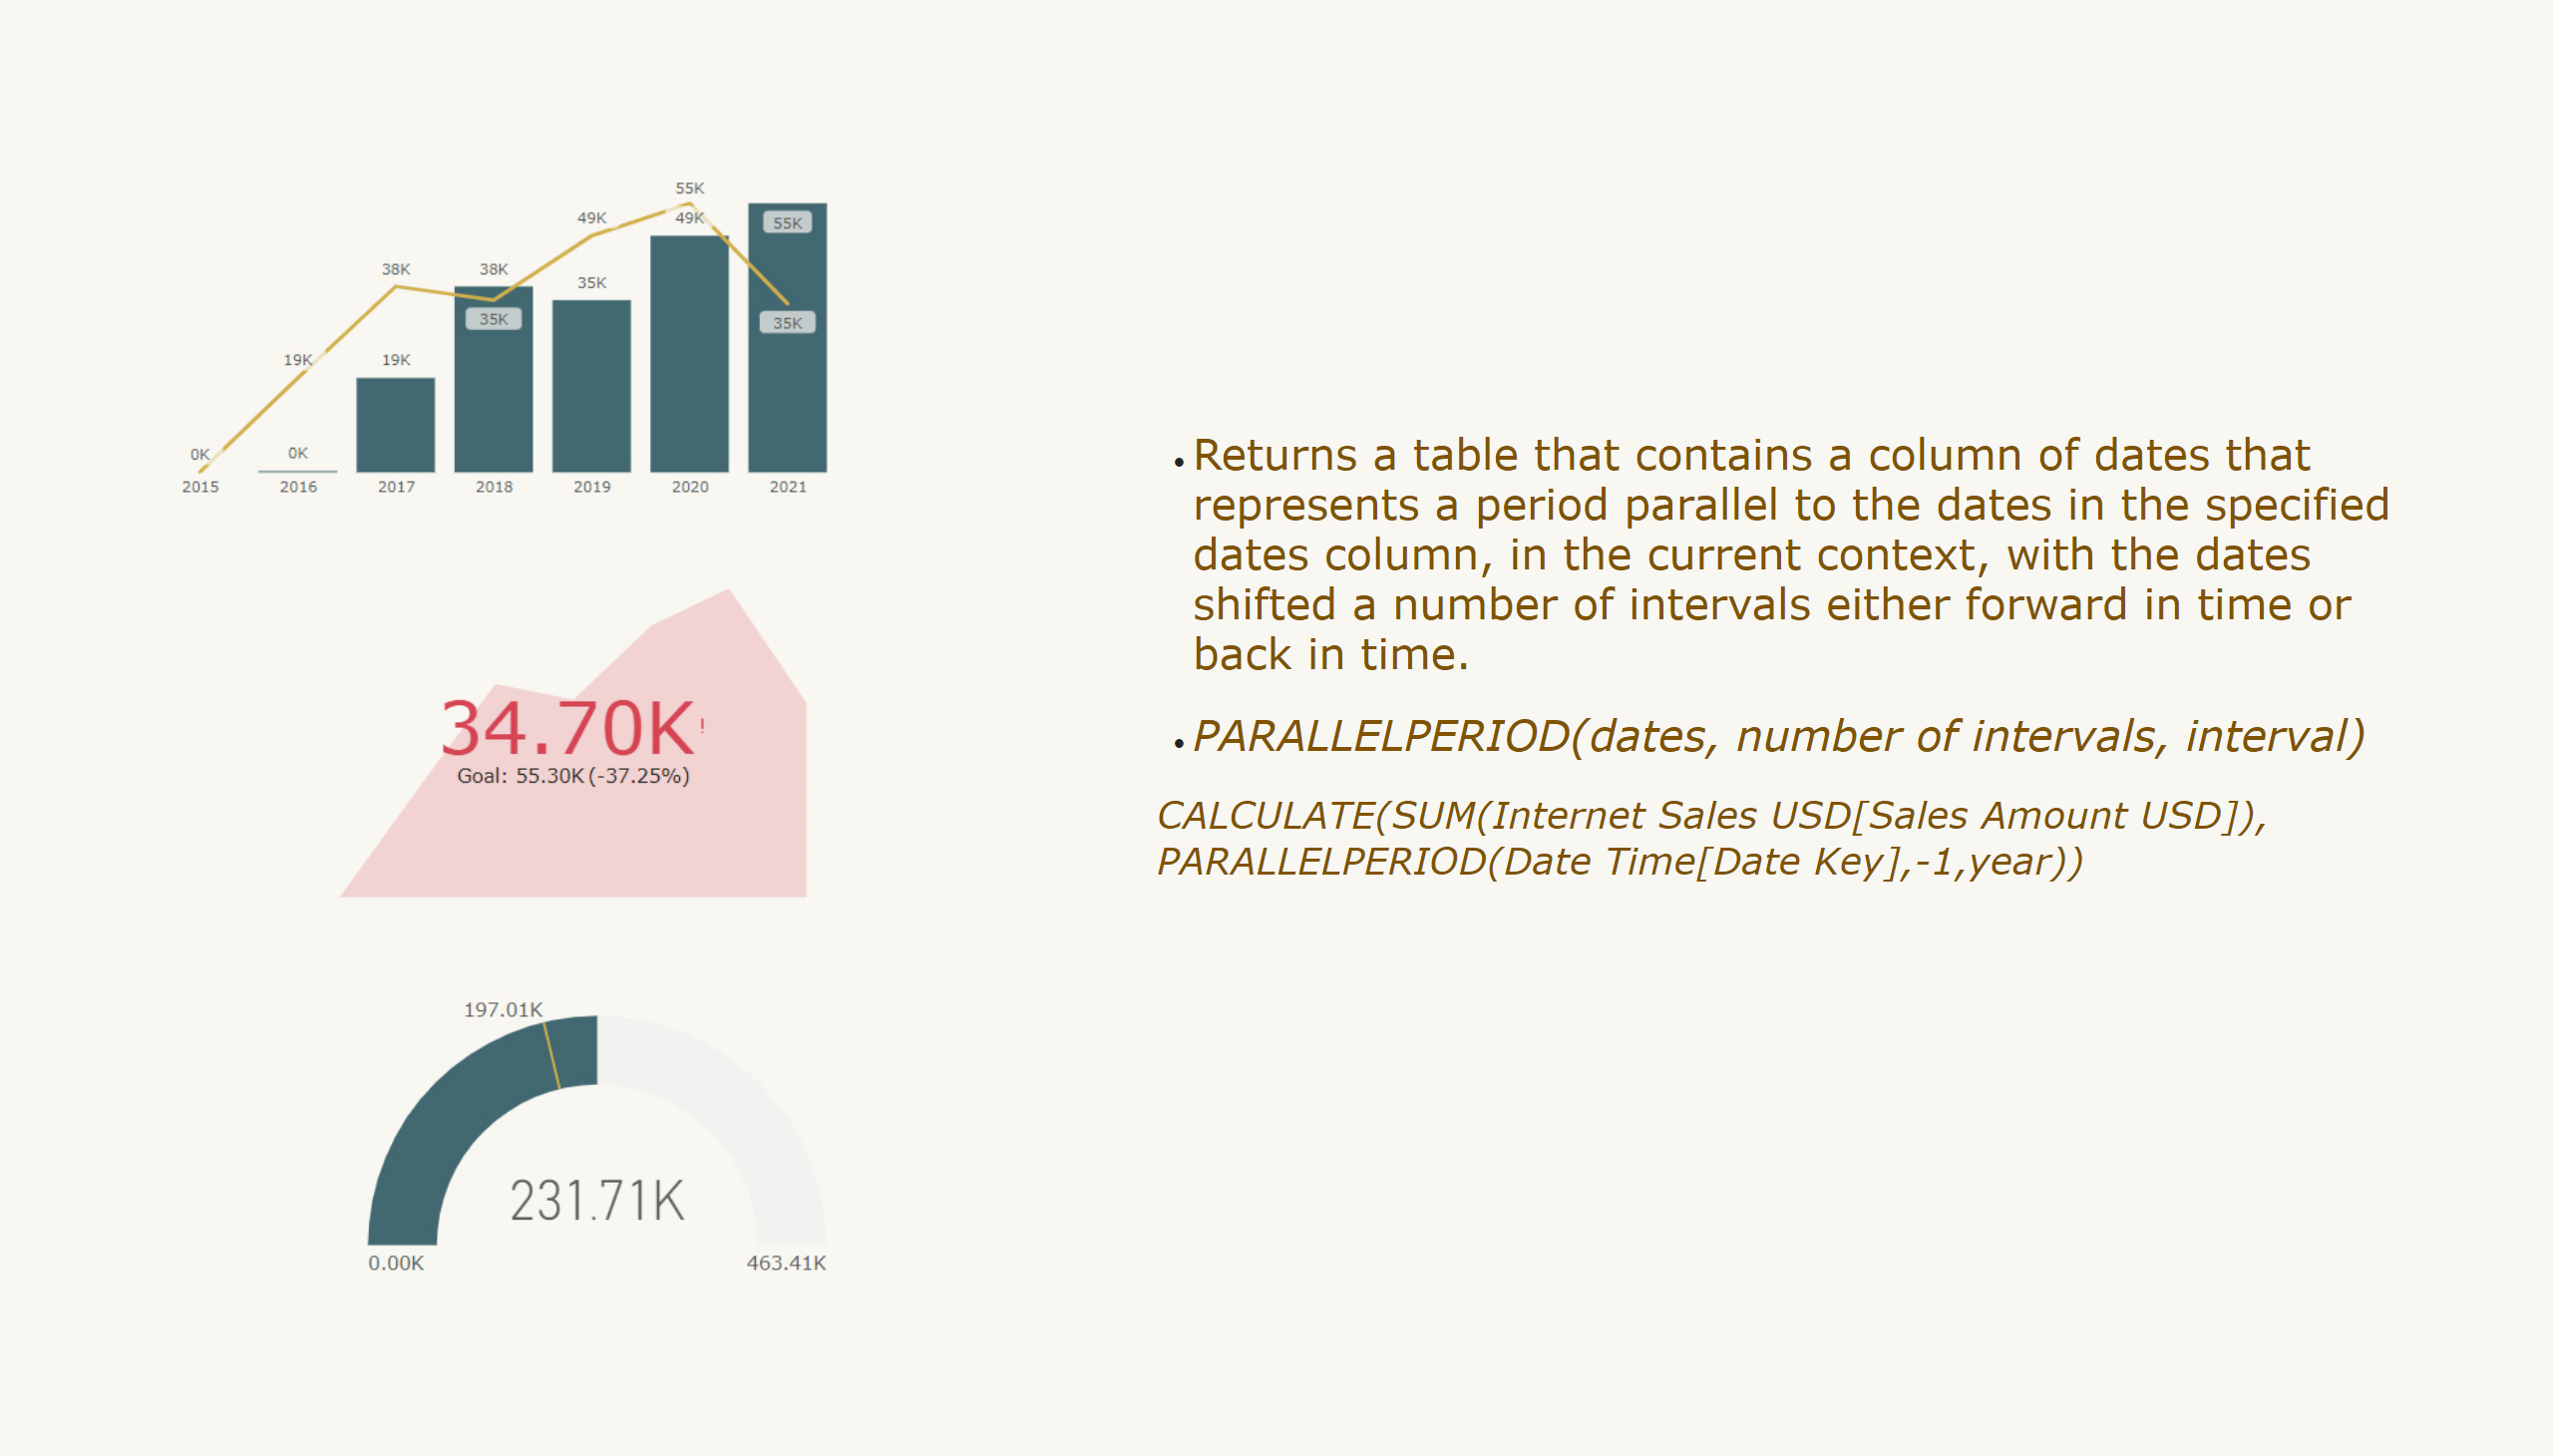 55K
49K
49K
55K
38K
38K
35K
35K
35K
19K
19K
0K
0K
2015 2016 2017 2018 2019 2020 2021
34.70K!
Goal: 55.30K (-37.25%)
197.01K
231.71K
0.00K
463.41K
• Returns a table that contains a column of dates that
represents a period parallel to the dates in the specified
dates column, in the current context, with the dates
shifted a number of intervals either forward in time or
back in time.
• PARALLELPERIOD(dates, number of intervals, interval)
CALCULATE(SUM(Internet Sales USD[Sales Amount USD]),
PARALLELPERIOD(Date Time[Date Key],-1,year))